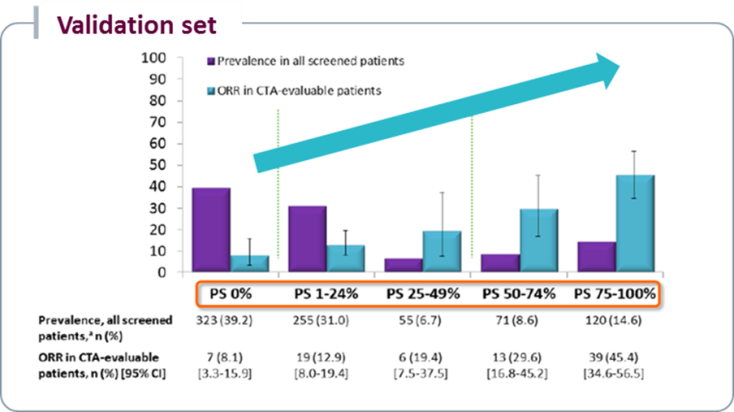 Validation set
100
90
80
70
60
50
40
30
20
10
0
Prevalence in all screened patients
ORR in CTA-evaluable patients
PS 0% PS 1-24% PS 25-49% PS 50-74% PS 75-100%
Prevalence, all screened 323 (39.2) 255 (31.0) 55 (6.7) 71 (8.6) 120 (14.6)
patients,ª n (%)
ORR in CTA-evaluable 7 (8.1) 19 (12.9) 6 (19.4) 13 (29.6) 39 (45.4)
patients, n (%) [95% CI] [3.3-15.9] [8.0-19.4] [7.5-37.5] [16.8-45.2] [34.6-56.5]